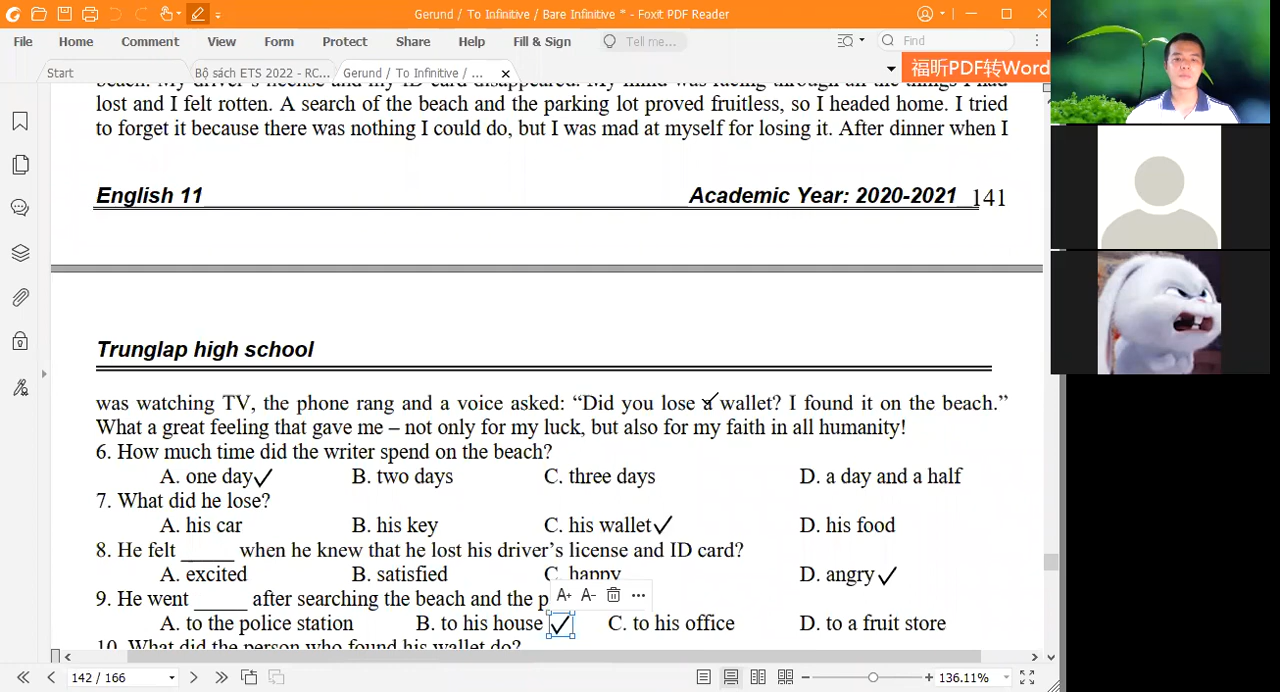 Gerund / To Infinitive / Bare Infinitive * - Foxit PDF Reader
File Home Comment View Form Protect Share Help Fill & Sign Tell me... Find
Start Bộ sách ETS 2022 - RC... Gerund / To Infinitive / ... 福昕PDF转Word
lost and I felt rotten. A search of the beach and the parking lot proved fruitless, so I headed home. I tried
to forget it because there was nothing I could do, but I was mad at myself for losing it. After dinner when I
English 11 Academic Year: 2020-2021 141
Trunglap high school
was watching TV, the phone rang and a voice asked: “Did you lose a wallet? I found it on the beach.”
What a great feeling that gave me – not only for my luck, but also for my faith in all humanity!
6. How much time did the writer spend on the beach?
A. one day B. two days C. three days D. a day and a half
7. What did he lose?
A. his car B. his key C. his wallet D. his food
8. He felt _____ when he knew that he lost his driver’s license and ID card?
A. excited B. satisfied C. happy D. angry
9. He went _____ after searching the beach and the p
A. to the police station B. to his house C. to his office D. to a fruit store
10. What did the person who found his wallet do?
142 / 166 136.11%